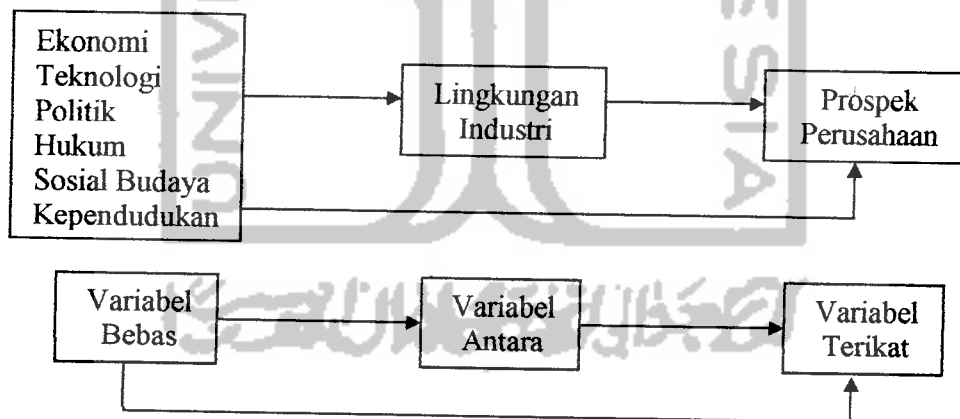 Ekonomi
Teknologi
Politik
Hukum
Sosial Budaya
Kependudukan
Lingkungan
Industri
Prospek
Perusahaan
Variabel
Bebas
Variabel
Antara
Variabel
Terikat